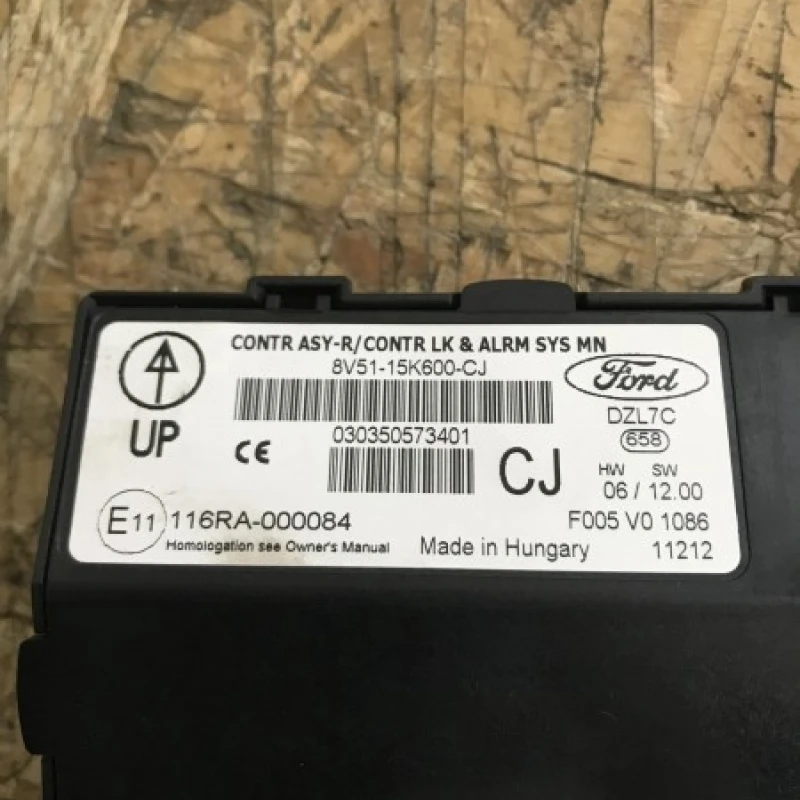 CONTR ASY-R/CONTR LK & ALRM SYS MN
8V51-15K600-CJ
Ford
UP
CE
030350573401
CJ
DZL7C
658
HW SW
06 / 12.00
E11 116RA-000084
F005 V0 1086
Homologation see Owner's Manual
Made in Hungary
11212